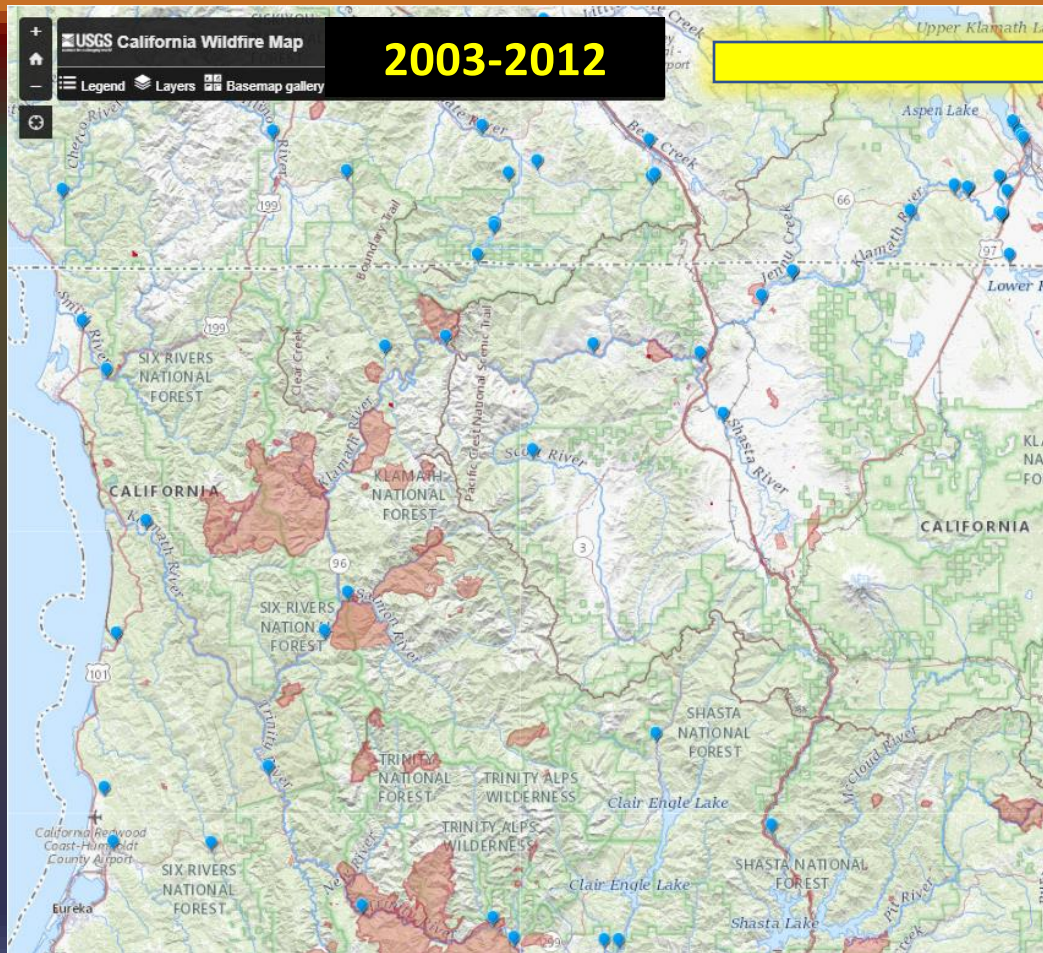 USGS California Wildfire Map
Legend Layers Basemap gallery
2003-2012
Upper Klamath
Aspen Lake
Chetco River
River
Creek
199
66
Klamath River
Jenny Creek
97
Boundary Trail
Lower
Smith River
199
SIX RIVERS
NATIONAL
FOREST
Clear Creek
Klamath River
Pacific Crest National Scenic Trail
Scott River
Shasta River
KLAMATH
NATIONAL
FOREST
CALIFORNIA
CALIFORNIA
Klamath River
96
3
Salmon River
SIX RIVERS
NATIONAL
FOREST
101
Trinity River
SHASTA
NATIONAL
FOREST
McCloud River
TRINITY
NATIONAL
FOREST
TRINITY ALPS
WILDERNESS
Clair Engle Lake
TRINITY ALPS
WILDERNESS
California Redwood
Coast-Humboldt
County Airport
SIX RIVERS
NATIONAL
FOREST
Eureka
Clair Engle Lake
SHASTA NATIONAL
FOREST
Pit River
Shasta Lake
299
Creek